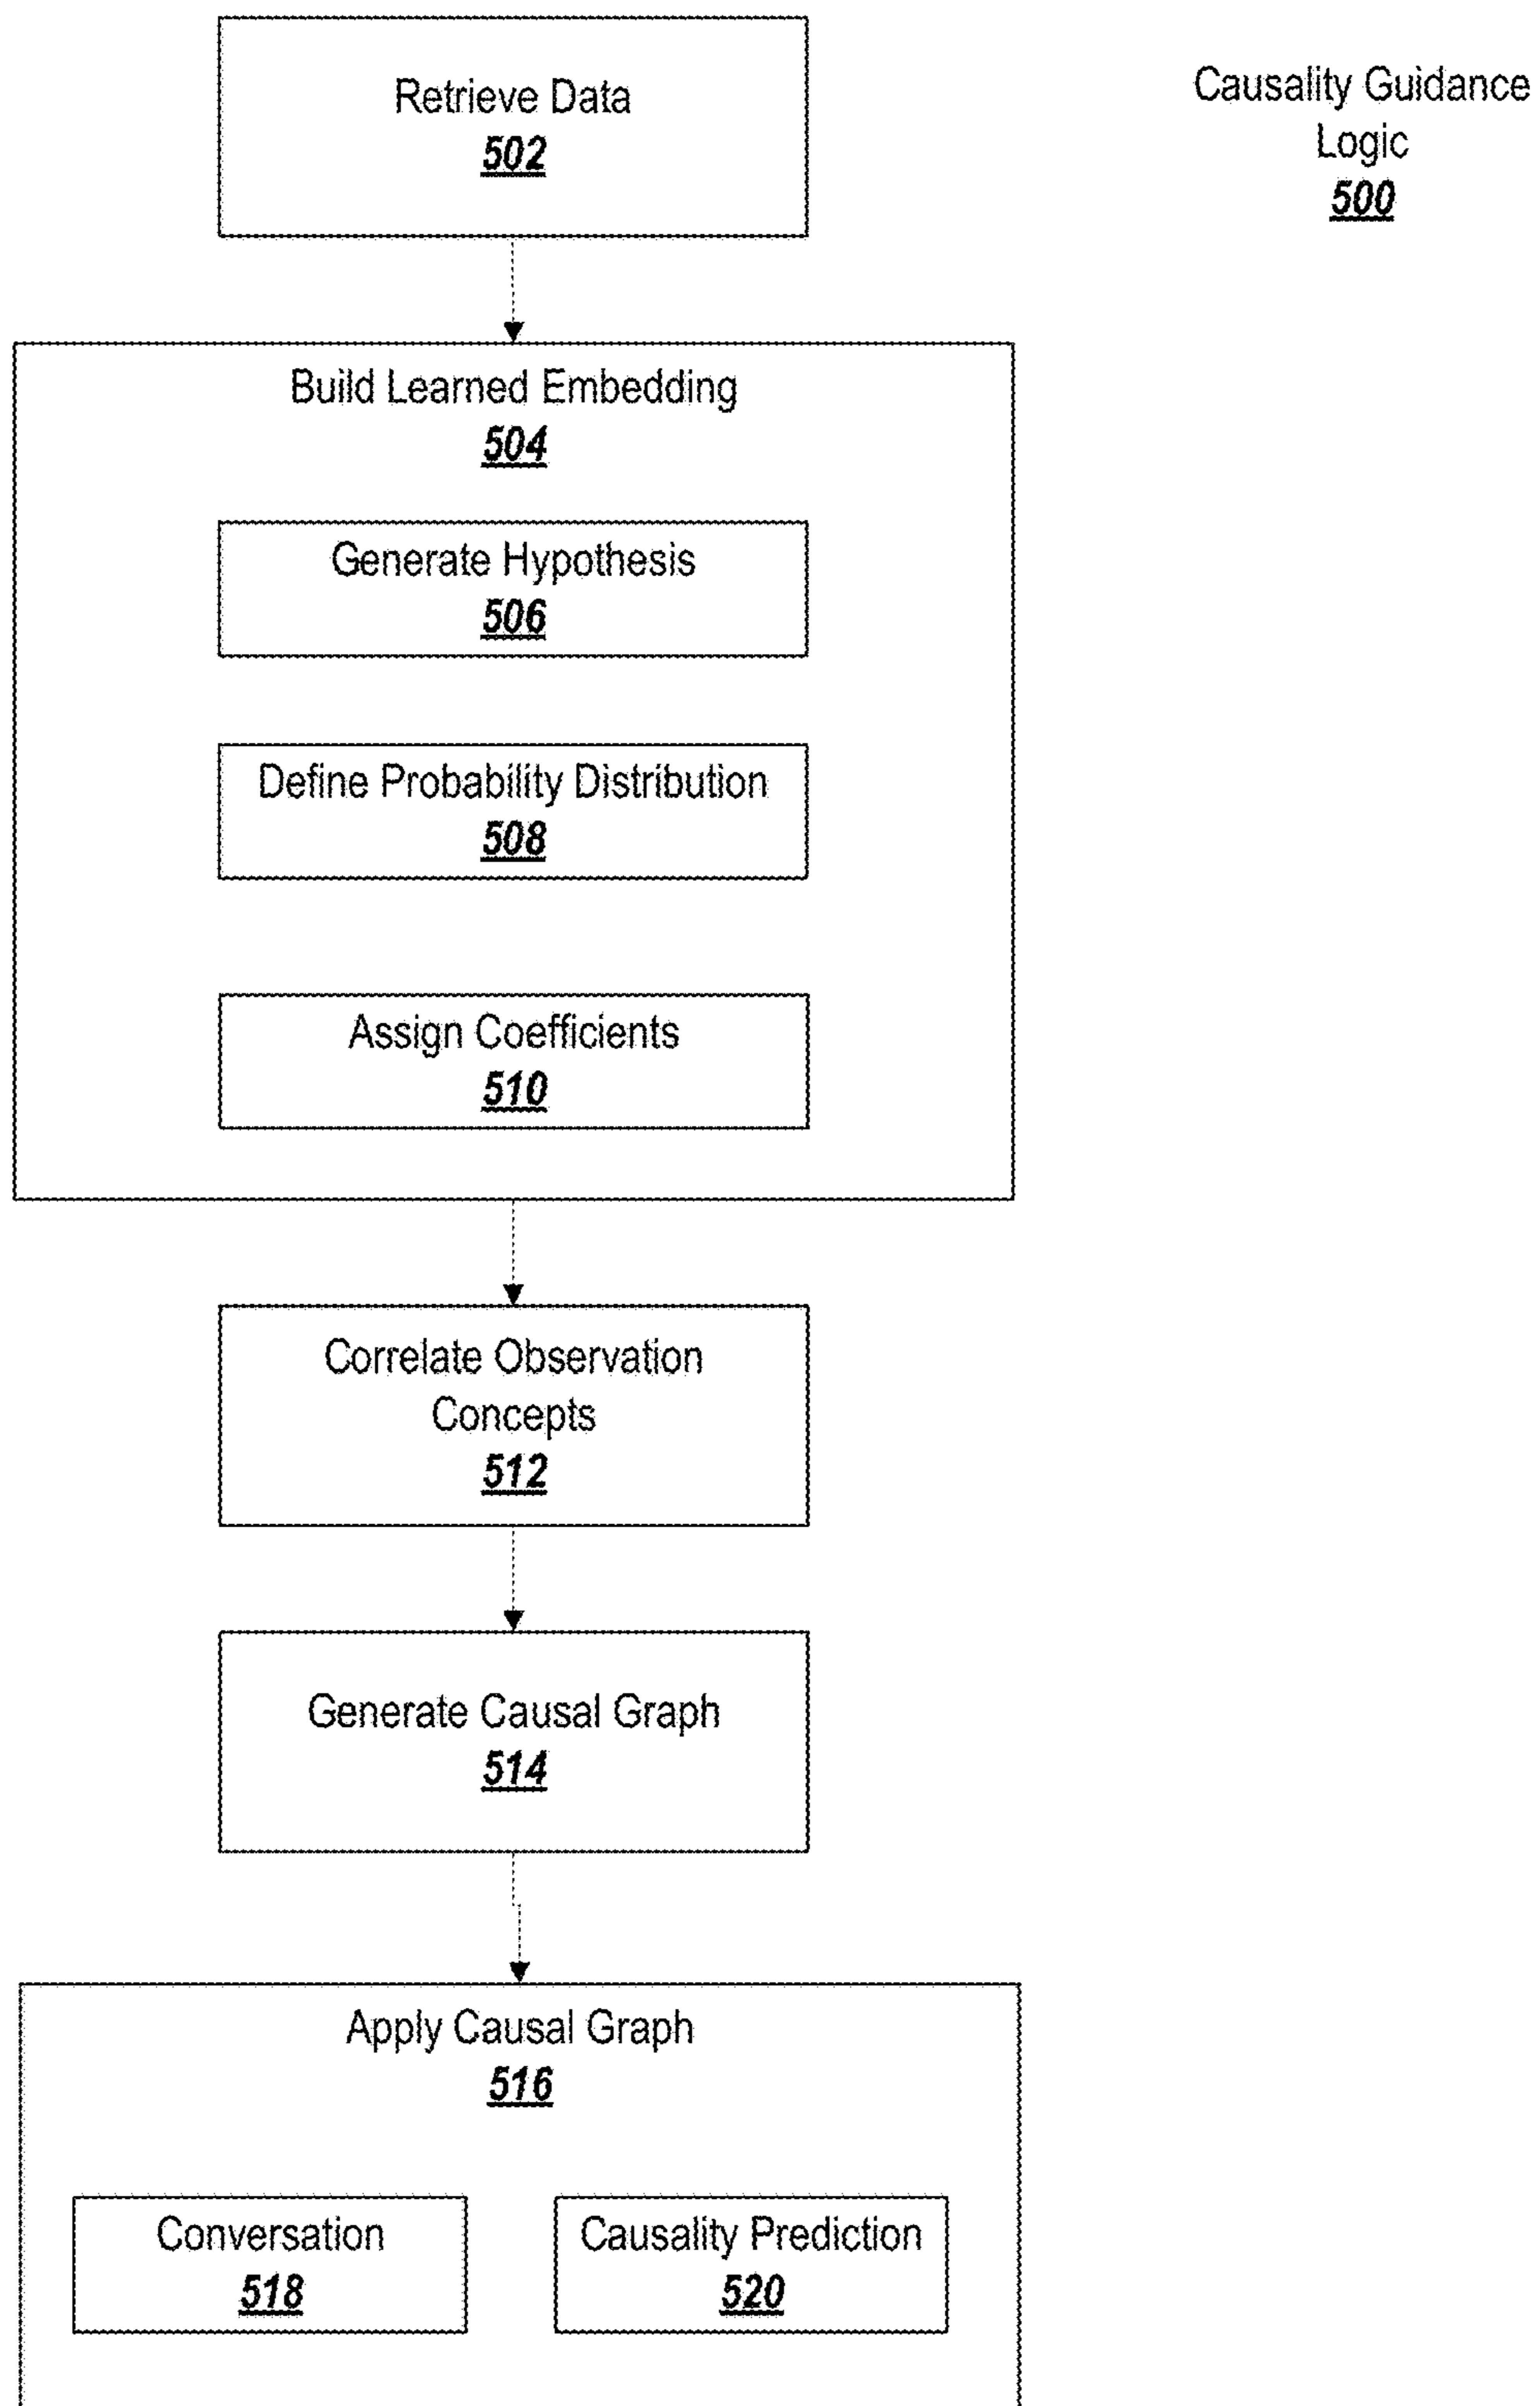 Retrieve Data
502
Causality Guidance
Logic
500
Build Learned Embedding
504
Generate Hypothesis
506
Define Probability Distribution
508
Assign Coefficients
510
Correlate Observation
Concepts
512
Generate Causal Graph
514
Apply Causal Graph
516
Conversation
518
Causality Prediction
520